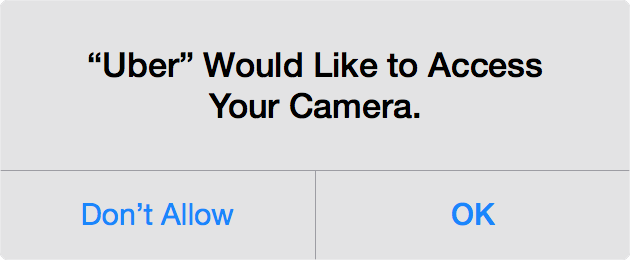 “Uber” Would Like to Access
Your Camera.
Don’t Allow
OK